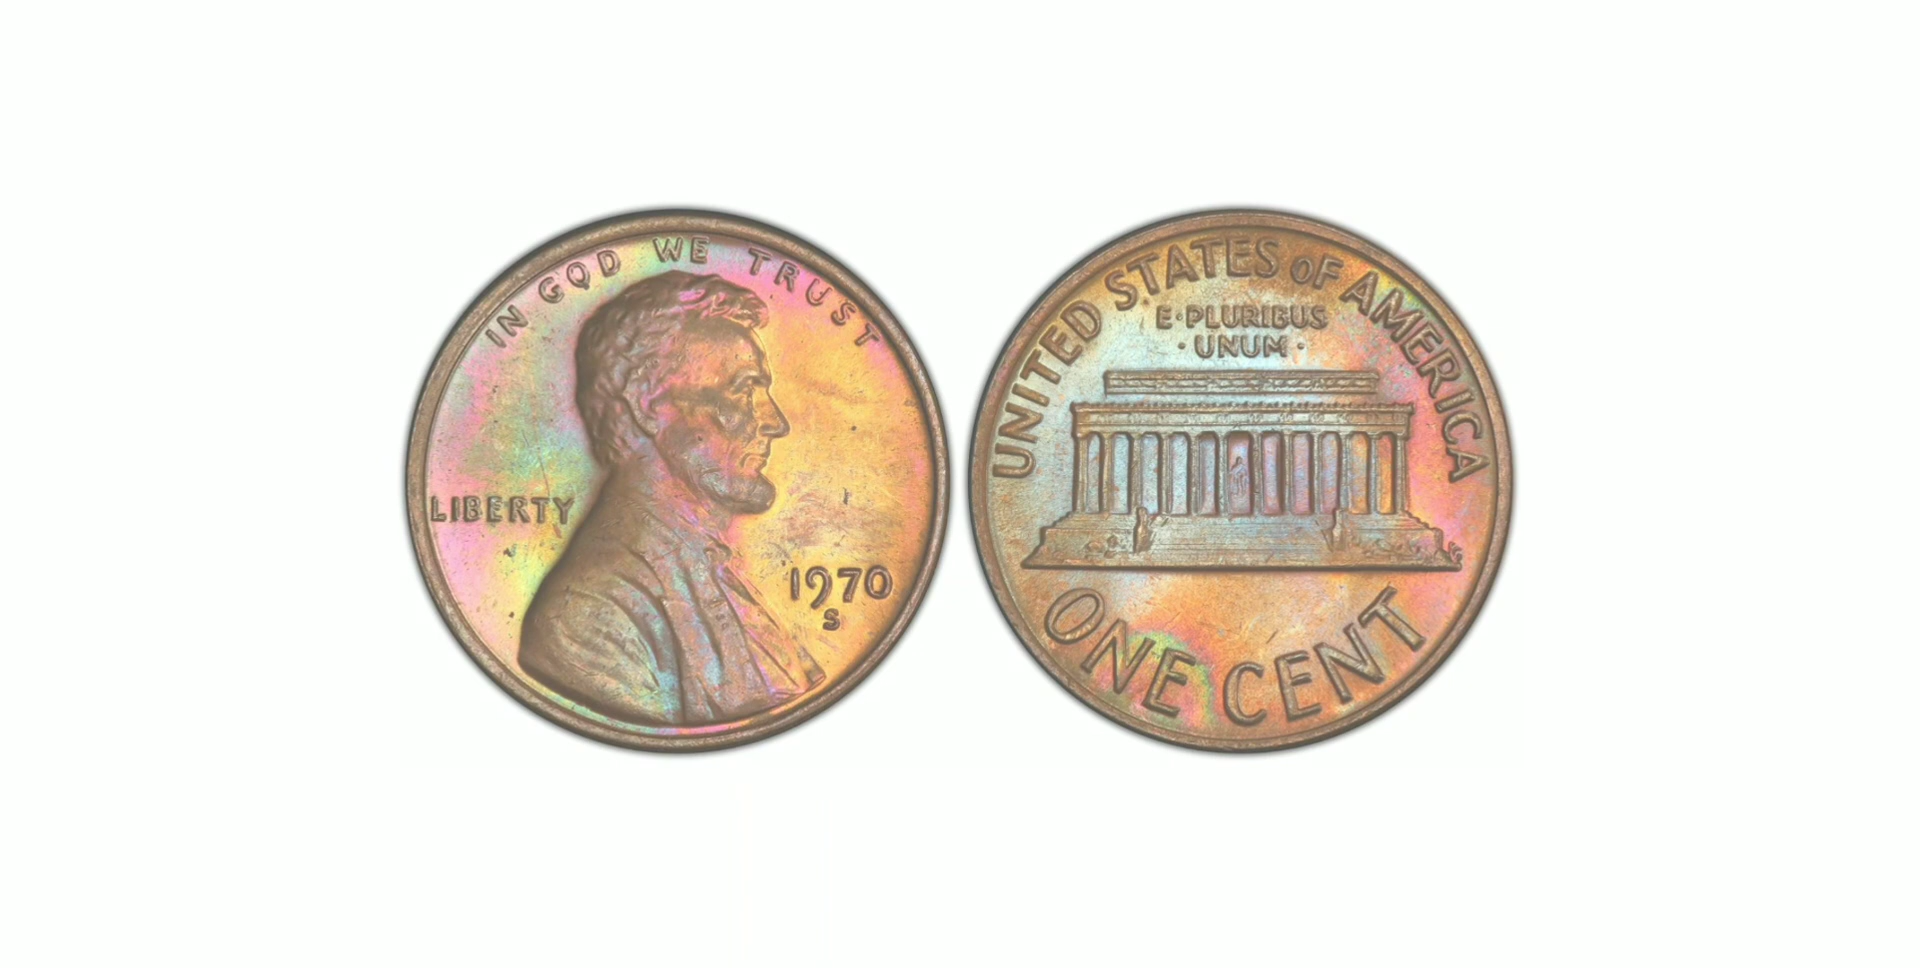 IN GOD WE TRUST
LIBERTY
1970
S
UNITED STATES OF AMERICA
E·PLURIBUS
·UNUM·
ONE CENT